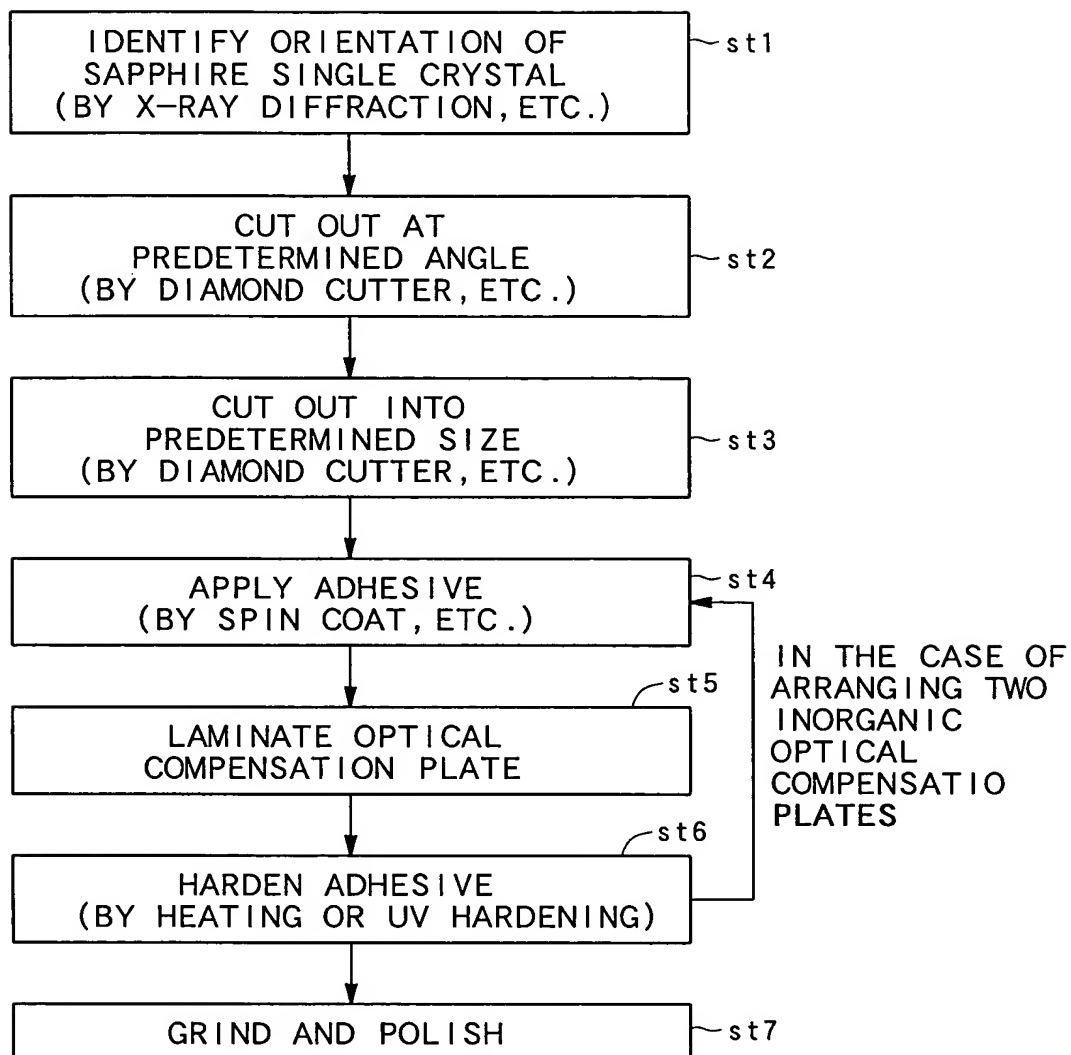 IDENTIFY ORIENTATION OF
SAPPHIRE SINGLE CRYSTAL
(BY X-RAY DIFFRACTION, ETC.)
st1
CUT OUT AT
PREDETERMINED ANGLE
(BY DIAMOND CUTTER, ETC.)
st2
CUT OUT INTO
PREDETERMINED SIZE
(BY DIAMOND CUTTER, ETC.)
st3
APPLY ADHESIVE
(BY SPIN COAT, ETC.)
st4
LAMINATE OPTICAL
COMPENSATION PLATE
st5
HARDEN ADHESIVE
(BY HEATING OR UV HARDENING)
st6
IN THE CASE OF
ARRANGING TWO
INORGANIC
OPTICAL
COMPENSATIO
PLATES
GRIND AND POLISH
st7